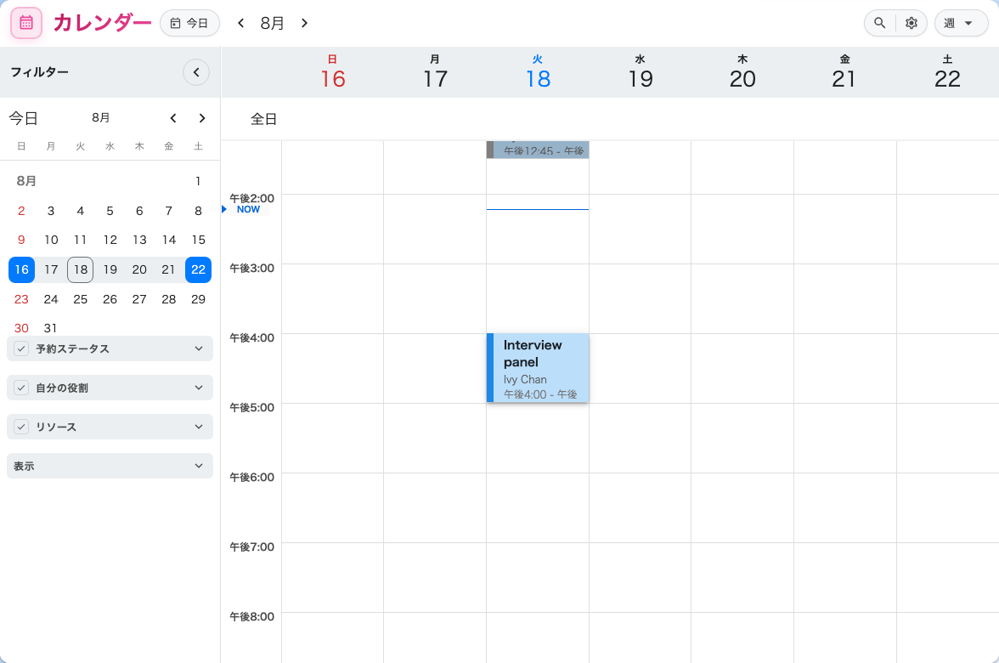 カレンダー
今日
8月
週
フィルター
今日 8月
日 月 火 水 木 金 土
8月 1
2 3 4 5 6 7 8
9 10 11 12 13 14 15
16 17 18 19 20 21 22
23 24 25 26 27 28 29
30 31
予約ステータス
自分の役割
リソース
表示
日 月 火 水 木 金 土
16 17 18 19 20 21 22
全日
午後12:45 - 午後
午後2:00
NOW
午後3:00
午後4:00
Interview
panel
Ivy Chan
午後4:00 - 午後
午後5:00
午後6:00
午後7:00
午後8:00